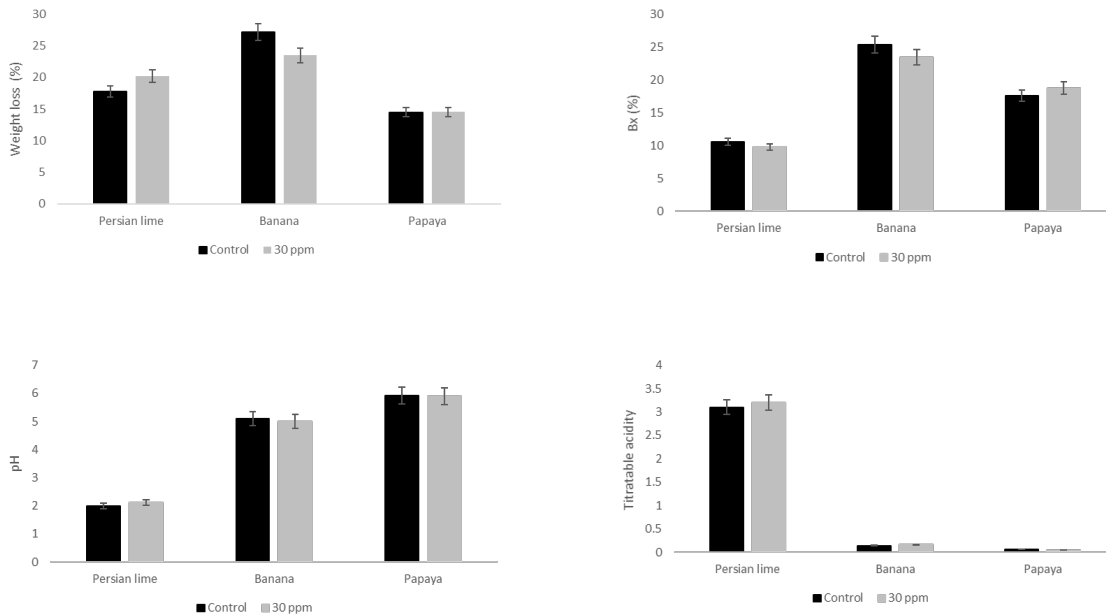 30
25
20
15
10
5
0
Weight loss (%)
Persian lime Banana Papaya
Control 30 ppm
30
25
20
15
10
5
0
Bx (%)
Persian lime Banana Papaya
Control 30 ppm
7
6
5
4
3
2
1
0
pH
Persian lime Banana Papaya
Control 30 ppm
4
3.5
3
2.5
2
1.5
1
0.5
0
Titratable acidity
Persian lime Banana Papaya
Control 30 ppm